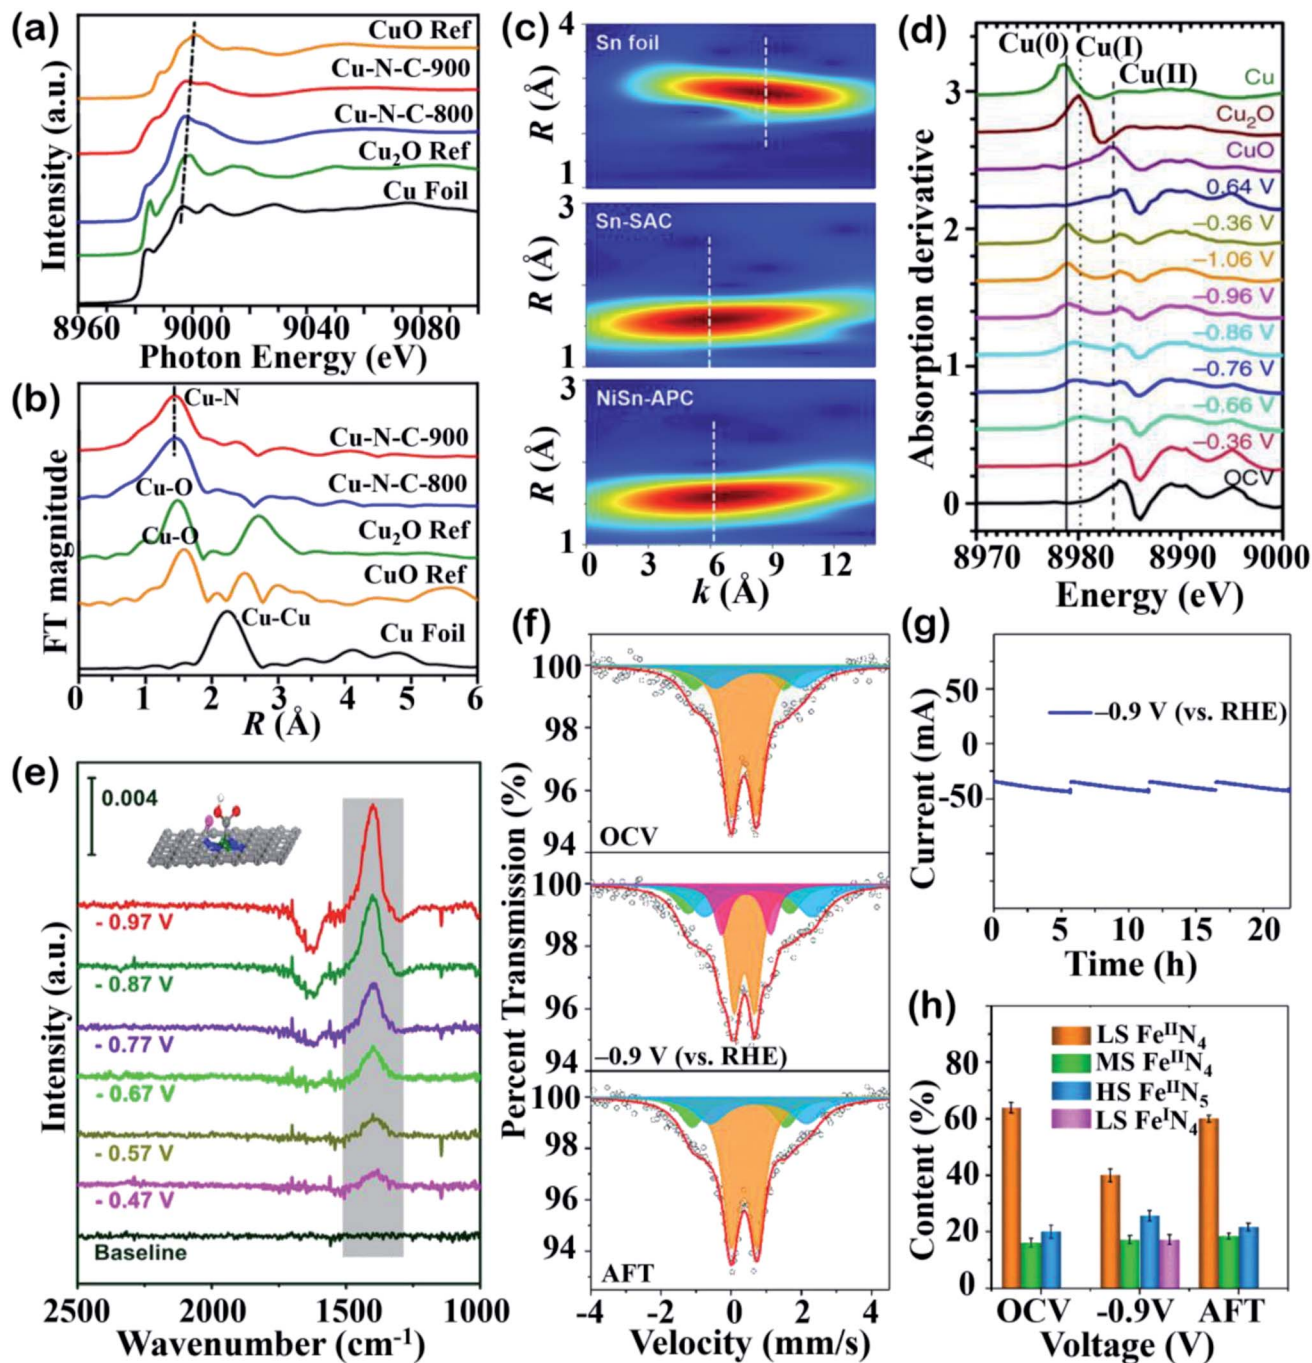 (a)
Intensity (a.u.)
CuO Ref
Cu-N-C-900
Cu-N-C-800
Cu₂O Ref
Cu Foil
8960 9000 9040 9080
Photon Energy (eV)
(b)
FT magnitude
Cu-N
Cu-N-C-900
Cu-N-C-800
Cu-O
Cu₂O Ref
Cu-O
CuO Ref
Cu-Cu
Cu Foil
0 1 2 3 4 5 6
R (Å)
(c)
4
Sn foil
R (Å)
1
3
Sn-SAC
R (Å)
1
3
NiSn-APC
R (Å)
1
0 3 6 9 12
k (Å)
(d)
Cu(0)
Cu(I)
Cu(II)
Absorption derivative
3
2
1
0
Cu
Cu₂O
CuO
0.64 V
–0.36 V
–1.06 V
–0.96 V
–0.86 V
–0.76 V
–0.66 V
–0.36 V
OCV
8970 8980 8990 9000
Energy (eV)
(e)
Intensity (a.u.)
0.004
- 0.97 V
- 0.87 V
- 0.77 V
- 0.67 V
- 0.57 V
- 0.47 V
Baseline
2500 2000 1500 1000
Wavenumber (cm⁻¹)
(f)
Percent Transmission (%)
100
98
96
94
OCV
100
98
96
94
–0.9 V (vs. RHE)
100
98
96
94
AFT
-4 -2 0 2 4
Velocity (mm/s)
(g)
Current (mA)
50
0
-50
–0.9 V (vs. RHE)
0 5 10 15 20
Time (h)
(h)
Content (%)
80
60
40
20
0
LS FeᴵᴵN₄
MS FeᴵᴵN₄
HS FeᴵᴵN₅
LS FeᴵN₄
OCV -0.9V AFT
Voltage (V)